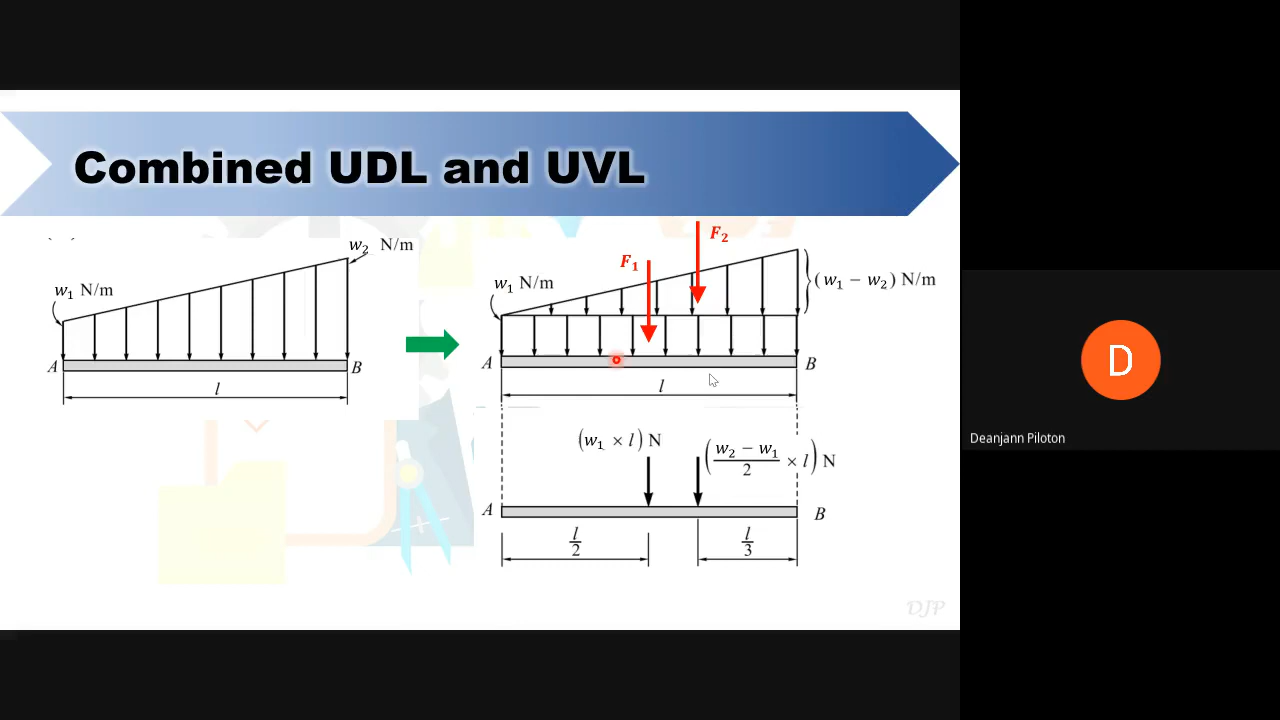 Combined UDL and UVL
w₂ N/m
w₁ N/m
A
B
l
F₂
F₁
w₁ N/m
(w₁ − w₂) N/m
A
B
l
(w₁ × l) N
(w₂ − w₁ / 2 × l) N
A
B
l/2
l/3
DJP
D
Deanjann Piloton